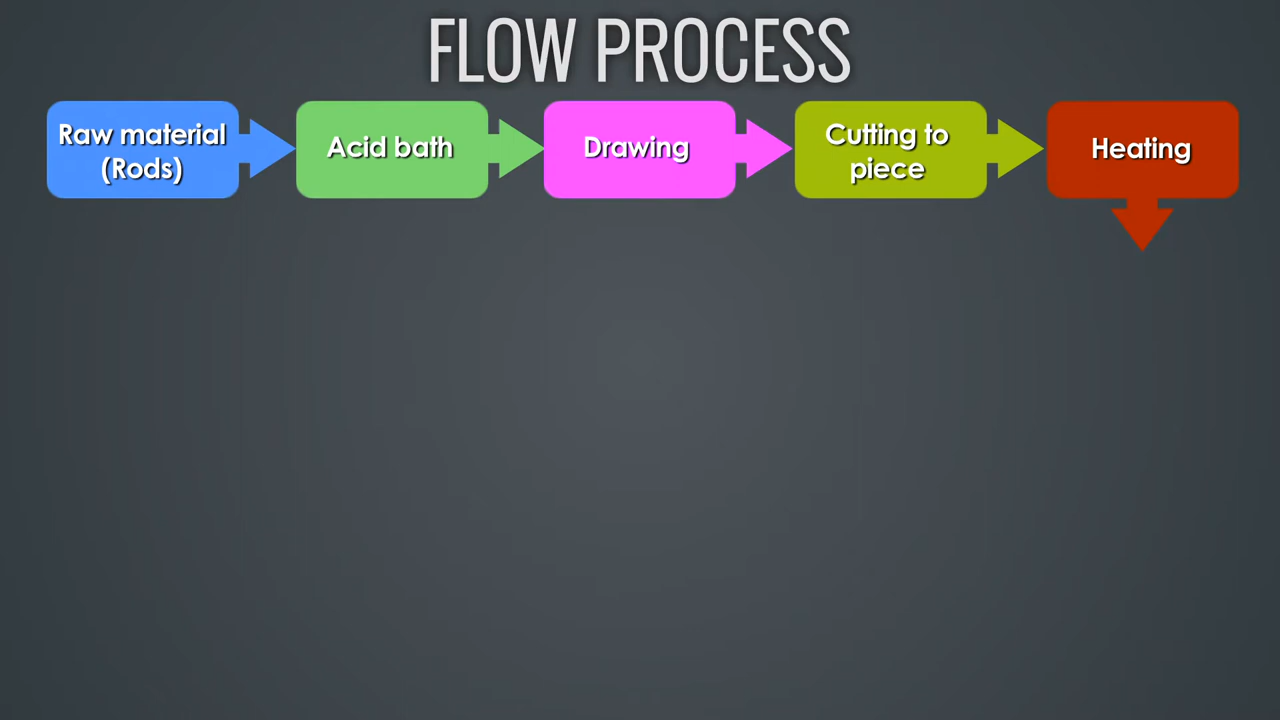 FLOW PROCESS
Raw material
(Rods)
Acid bath
Drawing
Cutting to
piece
Heating